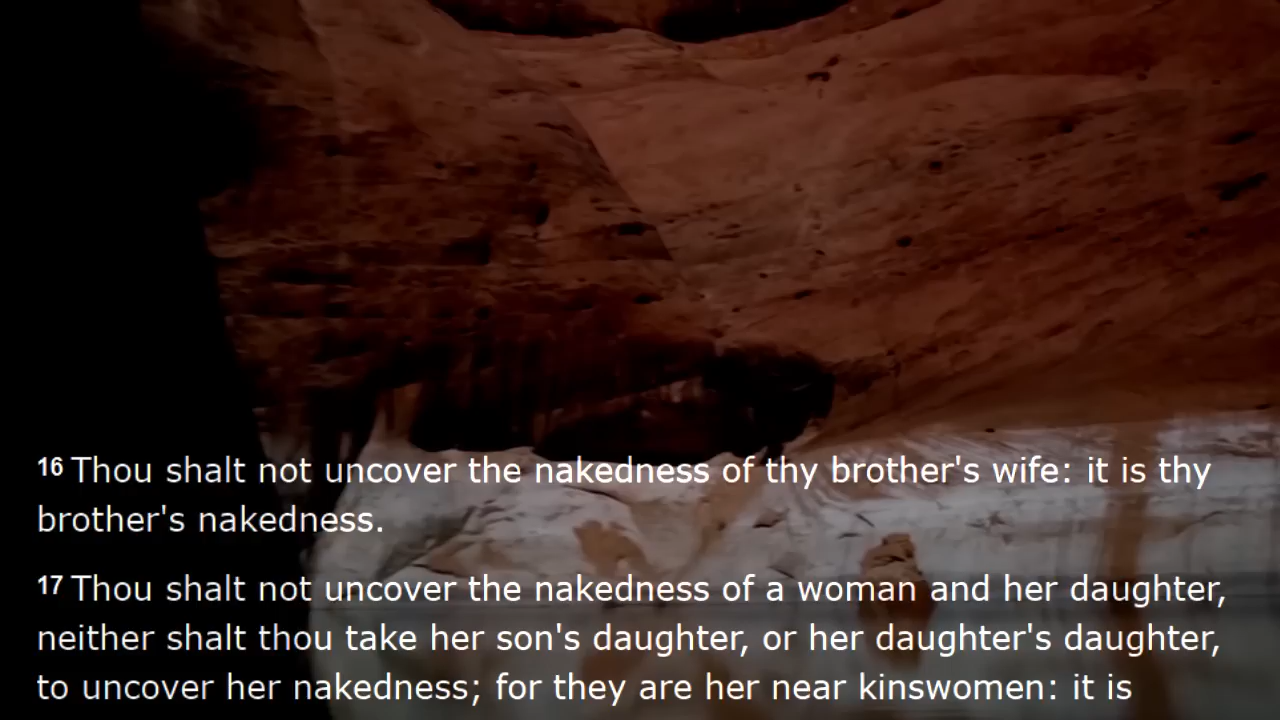 16 Thou shalt not uncover the nakedness of thy brother's wife: it is thy
brother's nakedness.
17 Thou shalt not uncover the nakedness of a woman and her daughter,
neither shalt thou take her son's daughter, or her daughter's daughter,
to uncover her nakedness; for they are her near kinswomen: it is